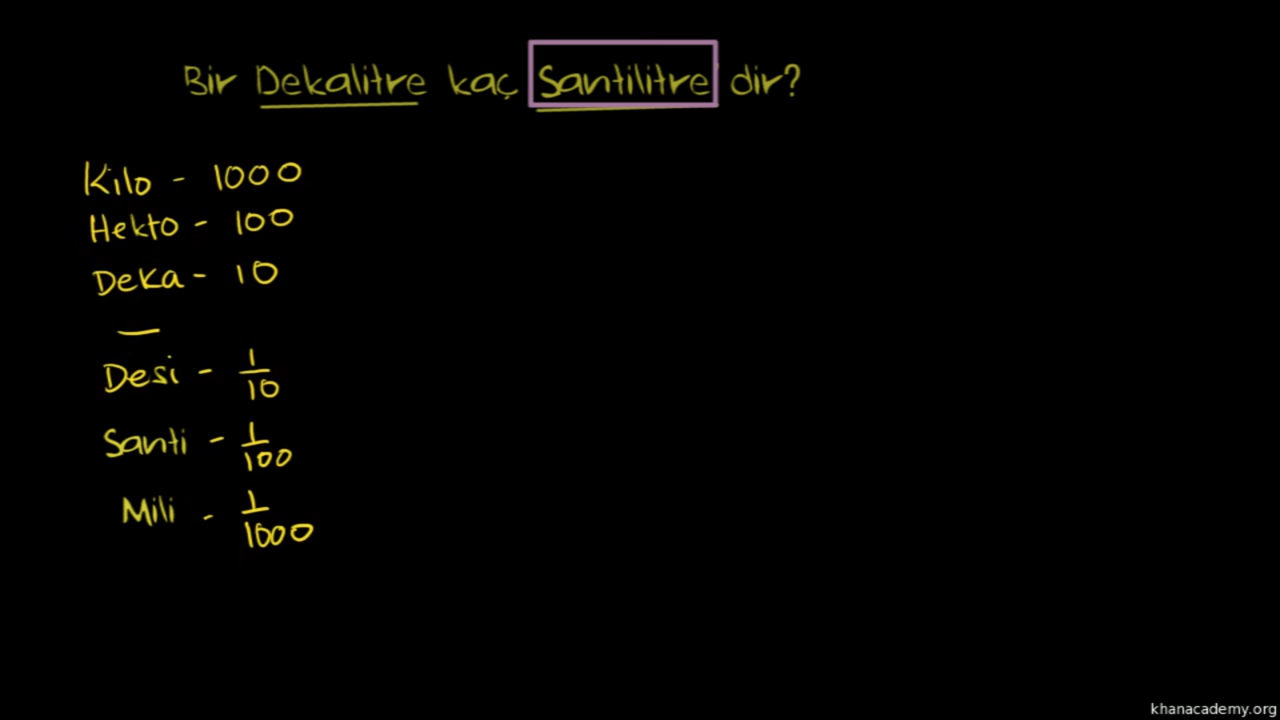 Bir Dekalitre kaç Santilitre dir?
Kilo - 1000
Hekto - 100
Deka - 10
—
Desi - 1/10
Santi - 1/100
Mili - 1/1000
khanacademy.org